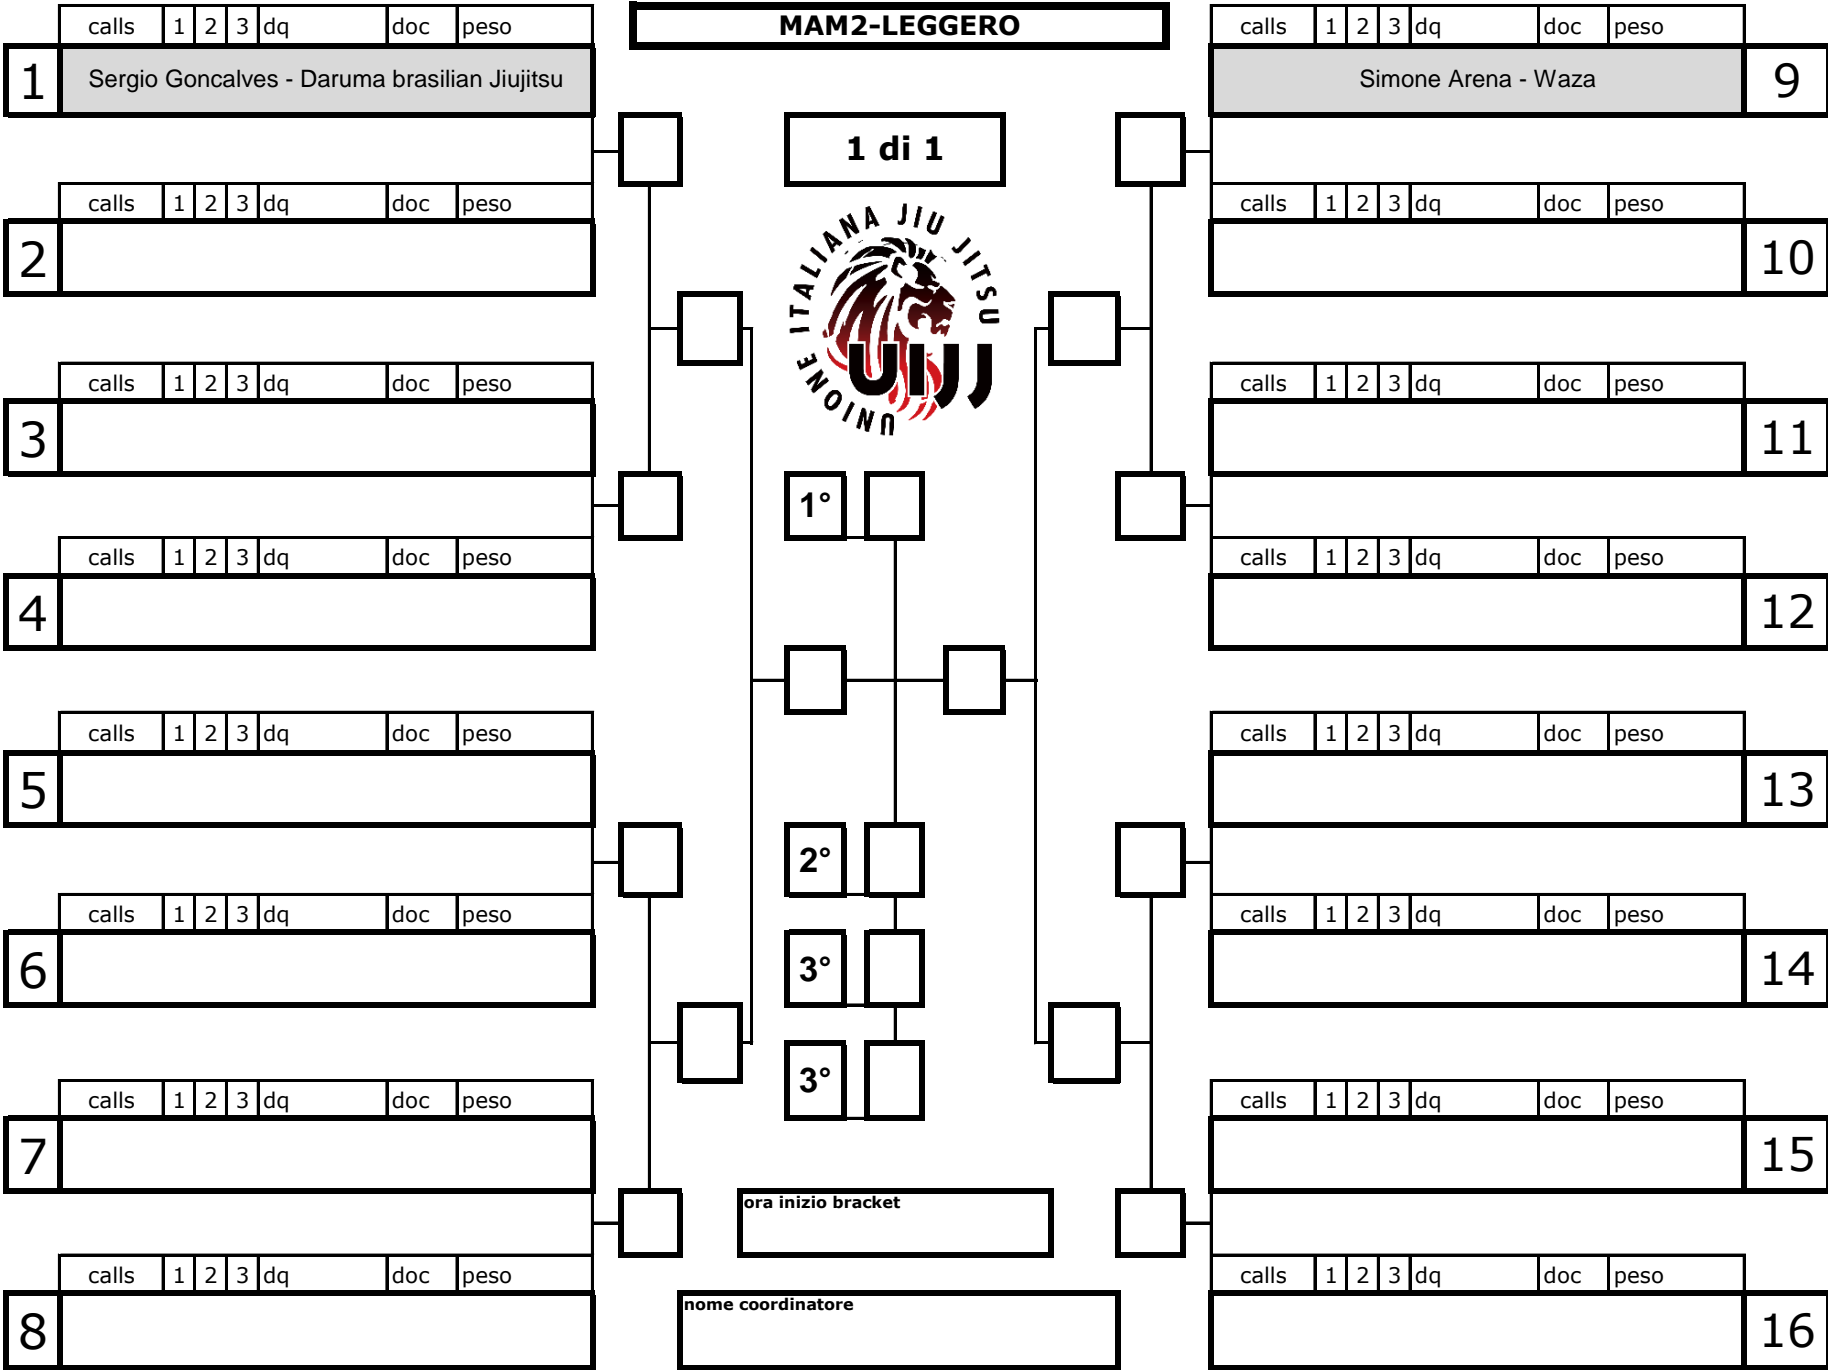 calls 1 2 3 dq doc peso
MAM2-LEGGERO
calls 1 2 3 dq doc peso
1 Sergio Goncalves - Daruma brasilian Jiujitsu
Simone Arena - Waza 9
1 di 1
calls 1 2 3 dq doc peso
calls 1 2 3 dq doc peso
2
10
UNIONE ITALIANA JIU JITSU
UIJJ
calls 1 2 3 dq doc peso
calls 1 2 3 dq doc peso
3
11
1°
calls 1 2 3 dq doc peso
calls 1 2 3 dq doc peso
4
12
calls 1 2 3 dq doc peso
calls 1 2 3 dq doc peso
5
13
2°
calls 1 2 3 dq doc peso
calls 1 2 3 dq doc peso
6
3°
14
3°
calls 1 2 3 dq doc peso
calls 1 2 3 dq doc peso
7
15
ora inizio bracket
calls 1 2 3 dq doc peso
calls 1 2 3 dq doc peso
nome coordinatore
8
16